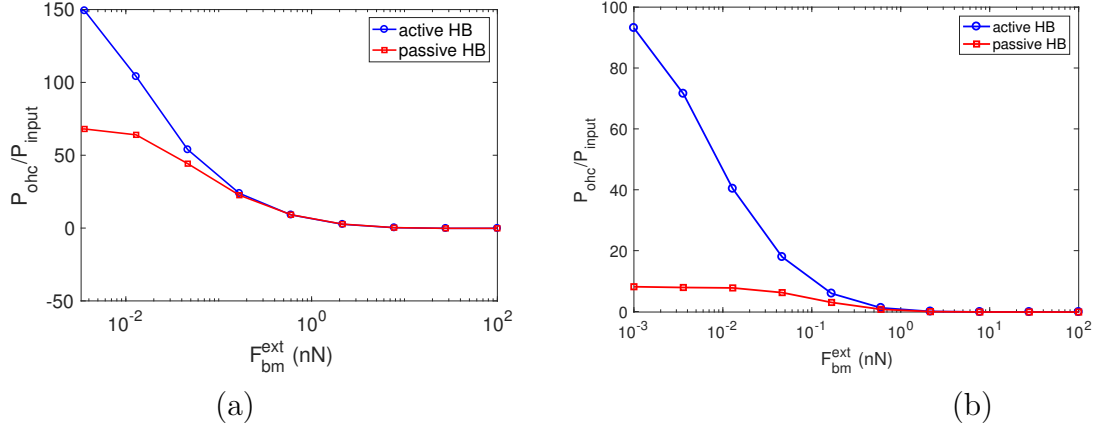 150
100
50
0
-50
P_ohc/P_input
active HB
passive HB
10^-2
10^0
10^2
F_bm^ext (nN)
(a)
100
80
60
40
20
0
P_ohc/P_input
active HB
passive HB
10^-3
10^-2
10^-1
10^0
10^1
10^2
F_bm^ext (nN)
(b)